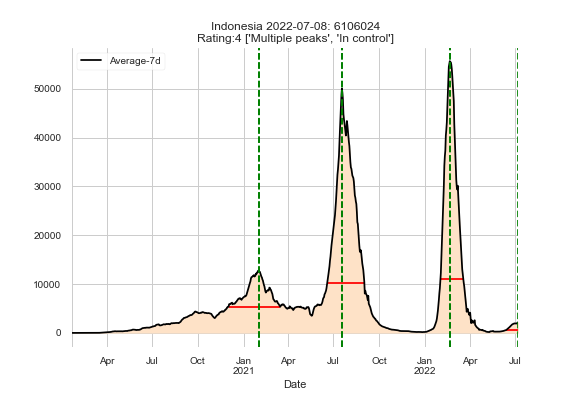 Indonesia 2022-07-08: 6106024
Rating:4 ['Multiple peaks', 'In control']
Average-7d
50000
40000
30000
20000
10000
0
Apr Jul Oct Jan Apr Jul Oct Jan Apr Jul
2021 2022
Date